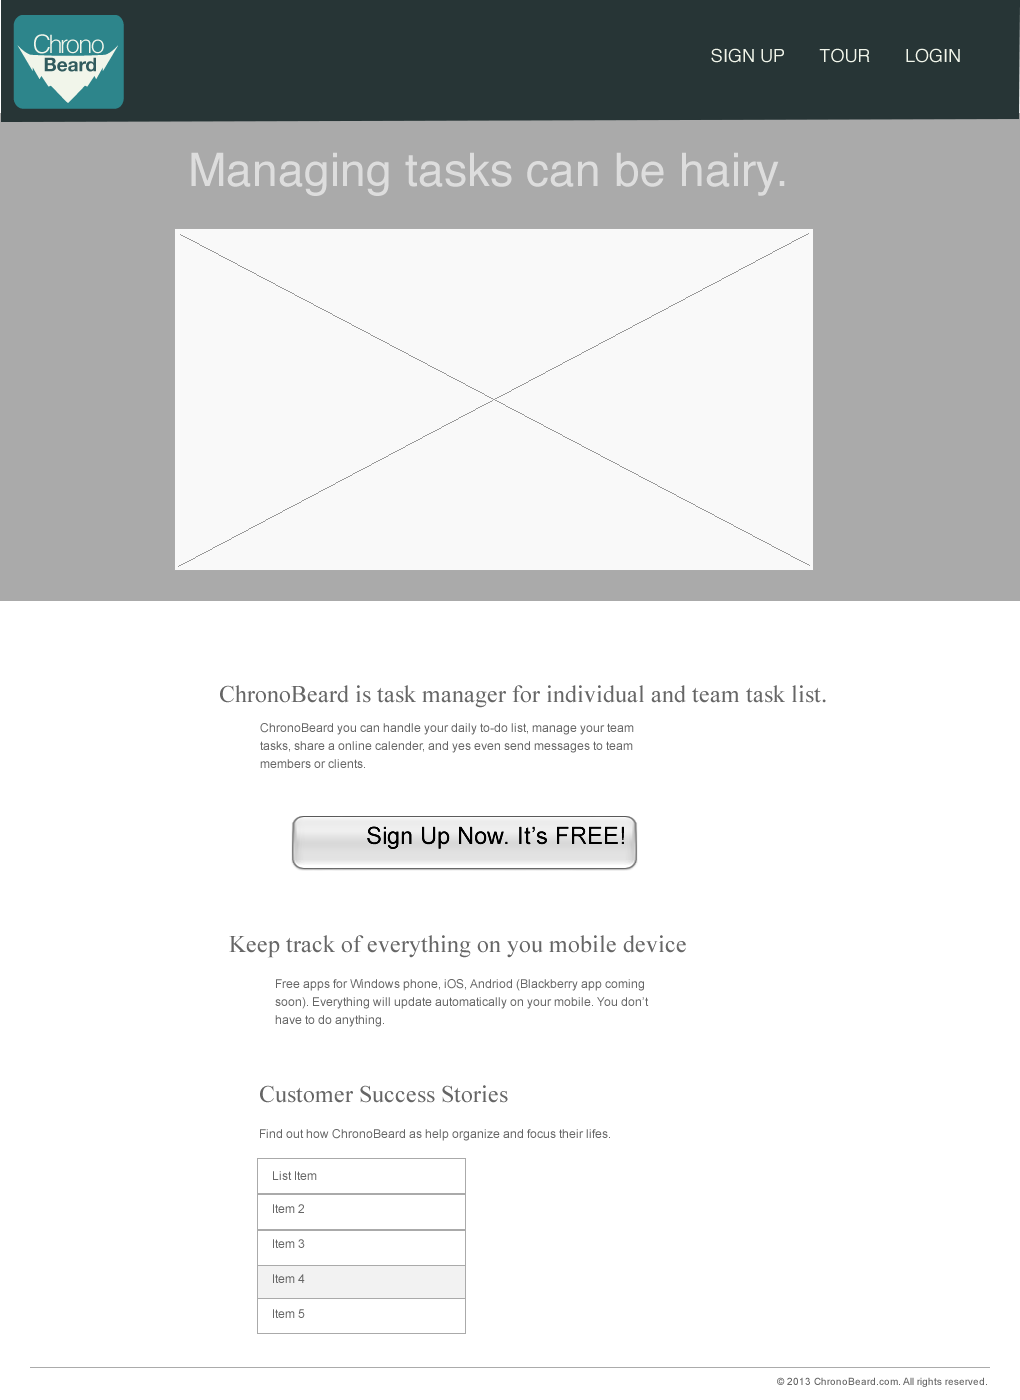 Chrono
Beard
SIGN UP TOUR LOGIN
Managing tasks can be hairy.
ChronoBeard is task manager for individual and team task list.
ChronoBeard you can handle your daily to-do list, manage your team
tasks, share a online calender, and yes even send messages to team
members or clients.
Sign Up Now. It's FREE!
Keep track of everything on you mobile device
Free apps for Windows phone, iOS, Andriod (Blackberry app coming
soon). Everything will update automatically on your mobile. You don't
have to do anything.
Customer Success Stories
Find out how ChronoBeard as help organize and focus their lifes.
List Item
Item 2
Item 3
Item 4
Item 5
© 2013 ChronoBeard.com. All rights reserved.